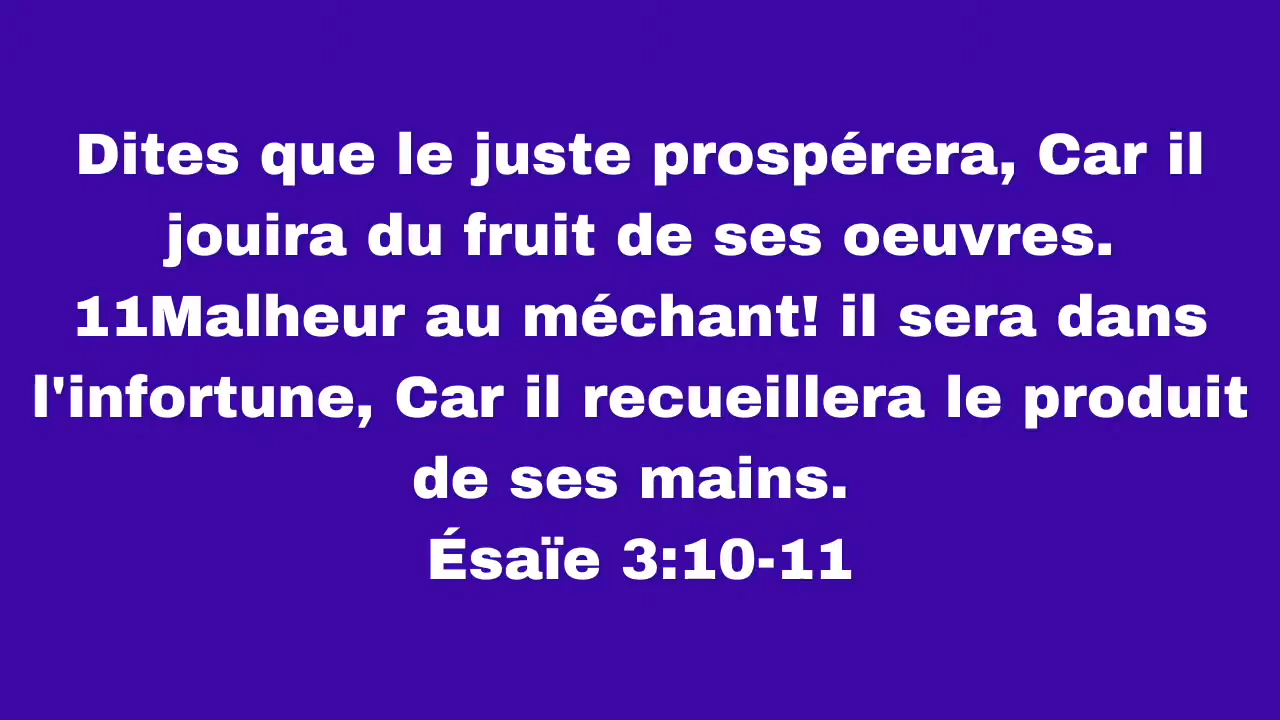 Dites que le juste prospérera, Car il
jouira du fruit de ses oeuvres.
11Malheur au méchant! il sera dans
l'infortune, Car il recueillera le produit
de ses mains.
Ésaïe 3:10-11